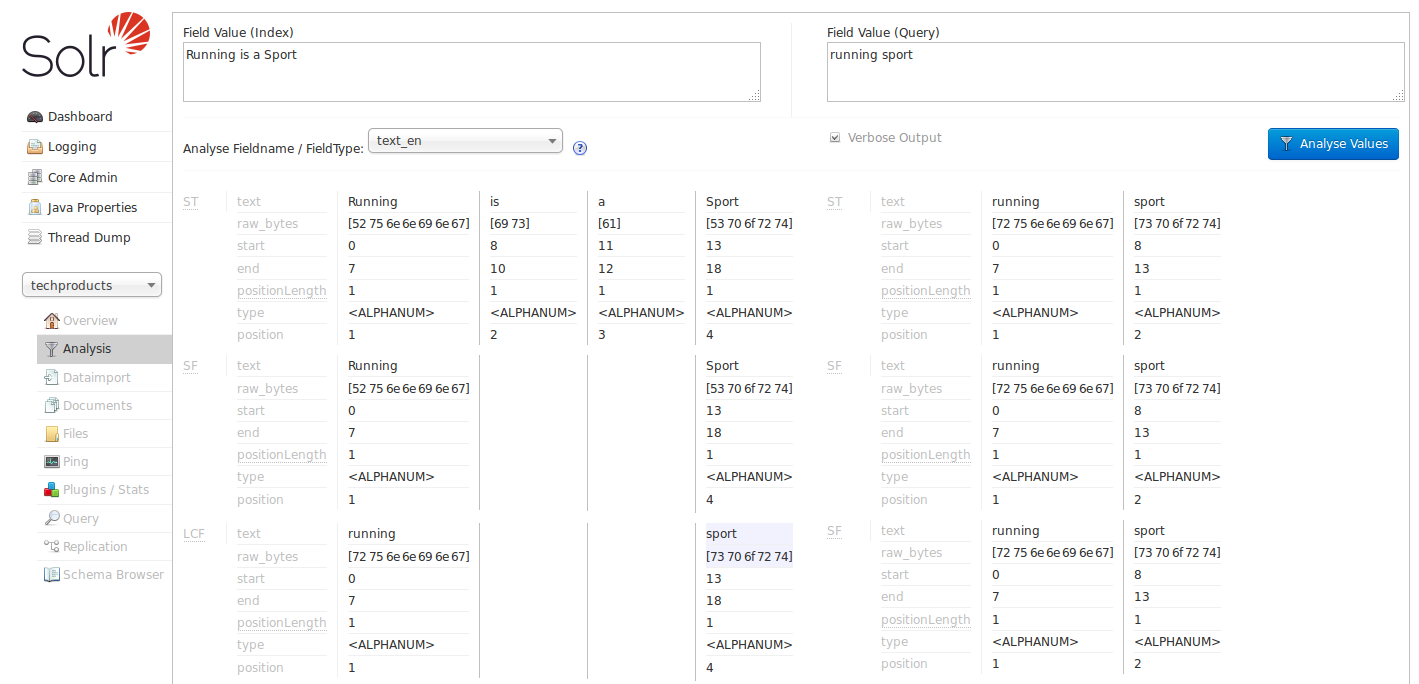 Solr
Dashboard
Logging
Core Admin
Java Properties
Thread Dump
techproducts
Overview
Analysis
Dataimport
Documents
Files
Ping
Plugins / Stats
Query
Replication
Schema Browser
Field Value (Index)
Running is a Sport
Field Value (Query)
running sport
Analyse Fieldname / FieldType: text_en ?
Verbose Output
Analyse Values
ST text Running is a Sport
raw_bytes [52 75 6e 6e 69 6e 67] [69 73] [61] [53 70 6f 72 74]
start 0 8 11 13
end 7 10 12 18
positionLength 1 1 1 1
type <ALPHANUM> <ALPHANUM> <ALPHANUM> <ALPHANUM>
position 1 2 3 4
SF text Running Sport
raw_bytes [52 75 6e 6e 69 6e 67] [53 70 6f 72 74]
start 0 13
end 7 18
positionLength 1 1
type <ALPHANUM> <ALPHANUM>
position 1 4
LCF text running sport
raw_bytes [72 75 6e 6e 69 6e 67] [73 70 6f 72 74]
start 0 13
end 7 18
positionLength 1 1
type <ALPHANUM> <ALPHANUM>
position 1 4
ST text running sport
raw_bytes [72 75 6e 6e 69 6e 67] [73 70 6f 72 74]
start 0 8
end 7 13
positionLength 1 1
type <ALPHANUM> <ALPHANUM>
position 1 2
SF text running sport
raw_bytes [72 75 6e 6e 69 6e 67] [73 70 6f 72 74]
start 0 8
end 7 13
positionLength 1 1
type <ALPHANUM> <ALPHANUM>
position 1 2
SF text running sport
raw_bytes [72 75 6e 6e 69 6e 67] [73 70 6f 72 74]
start 0 8
end 7 13
positionLength 1 1
type <ALPHANUM> <ALPHANUM>
position 1 2